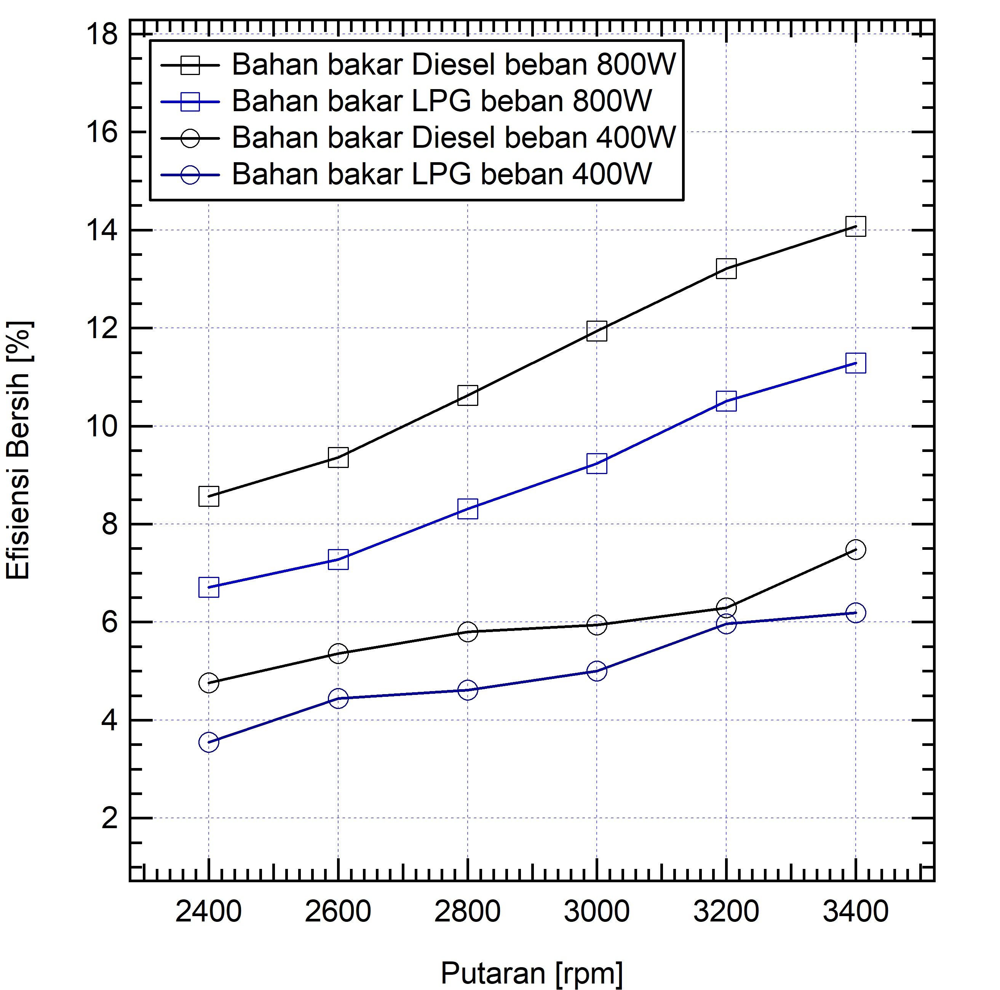 18
16
14
12
10
8
6
4
2
Bahan bakar Diesel beban 800W
Bahan bakar LPG beban 800W
Bahan bakar Diesel beban 400W
Bahan bakar LPG beban 400W
Efisiensi Bersih [%]
2400 2600 2800 3000 3200 3400
Putaran [rpm]